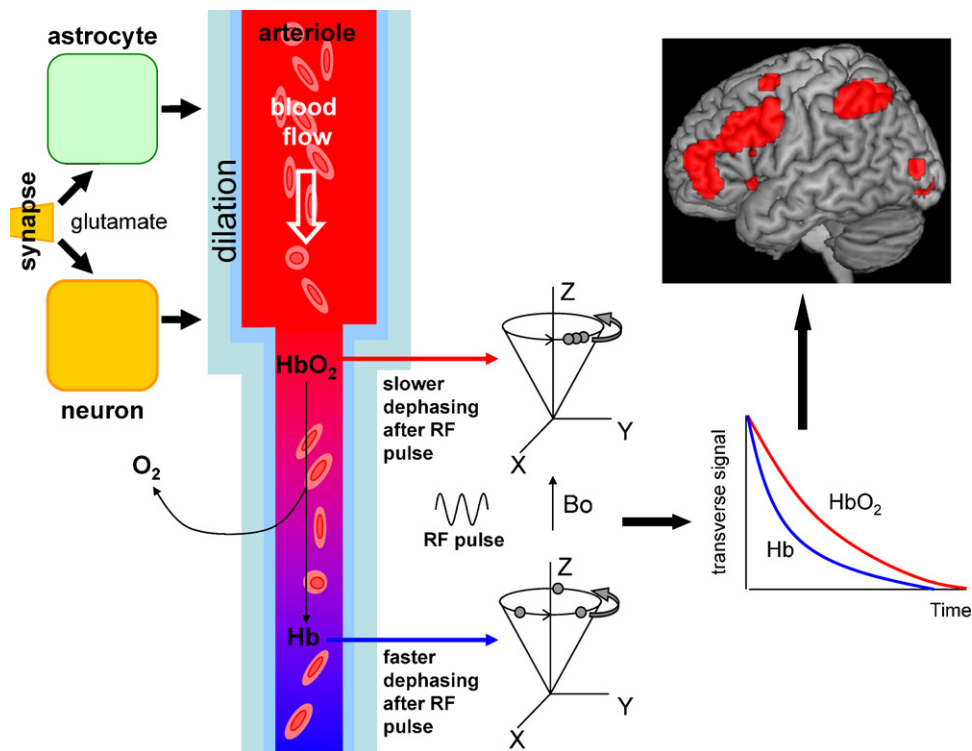 astrocyte
arteriole
blood
flow
dilation
synapse
glutamate
neuron
HbO₂
slower
dephasing
after RF
pulse
Z
Y
X
O₂
RF pulse
Bo
Hb
faster
dephasing
after RF
pulse
Z
Y
X
transverse signal
HbO₂
Hb
Time